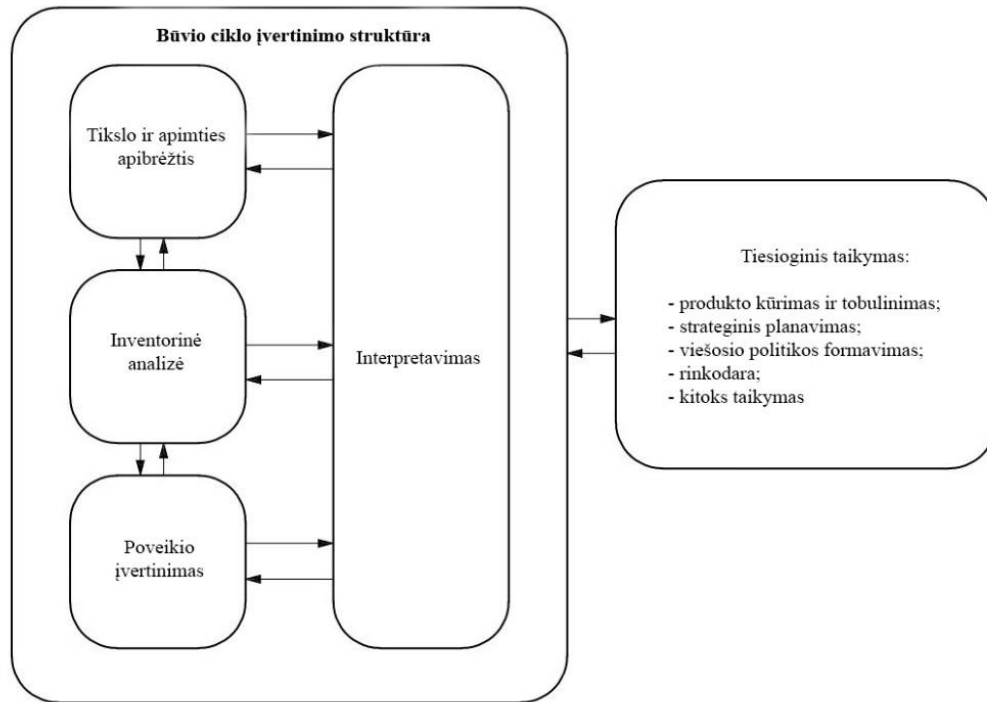 Būvio ciklo įvertinimo struktūra
Tikslo ir apimties
apibrėžtis
Inventorinė
analizė
Poveikio
įvertinimas
Interpretavimas
Tiesioginis taikymas:
- produkto kūrimas ir tobulinimas;
- strateginis planavimas;
- viešosio politikos formavimas;
- rinkodara;
- kitoks taikymas